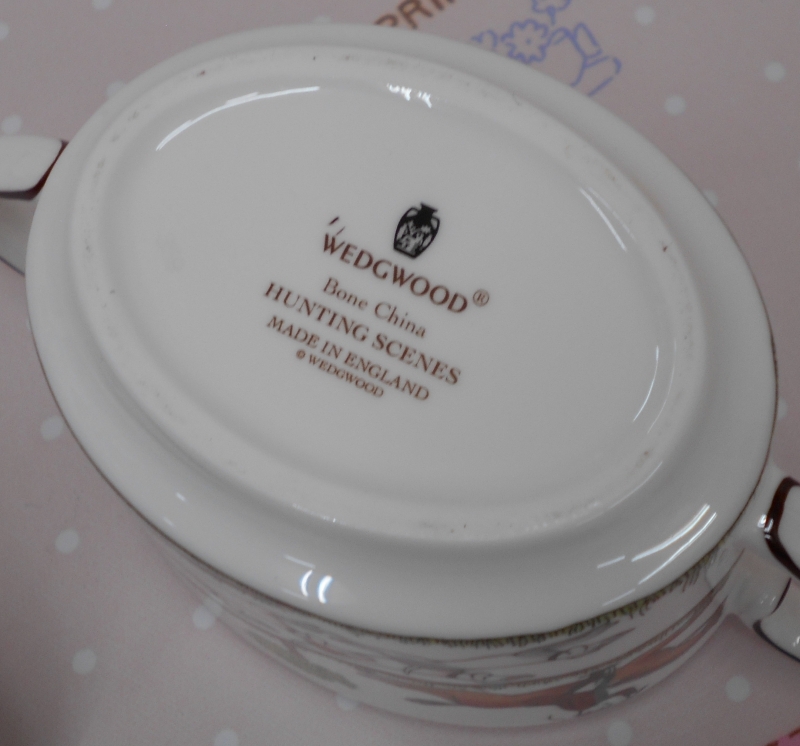 WEDGWOOD®
Bone China
HUNTING SCENES
MADE IN ENGLAND
© WEDGWOOD